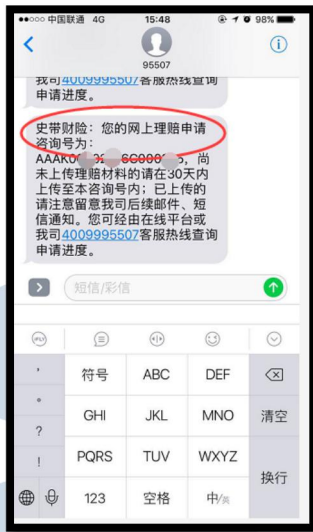 中国联通 4G 15:48 98%
95507
我司4009995507客服热线查询
申请进度。
史带财险：您的网上理赔申请
咨询号为：
尚
未上传理赔材料的请在30天内
上传至本咨询号内；已上传的
请注意留意我司后续邮件、短
信通知。您可经由在线平台或
我司4009995507客服热线查询
申请进度。
短信/彩信
， 符号 ABC DEF
。 GHI JKL MNO 清空
？
！ PQRS TUV WXYZ
换行
123 空格 中/英